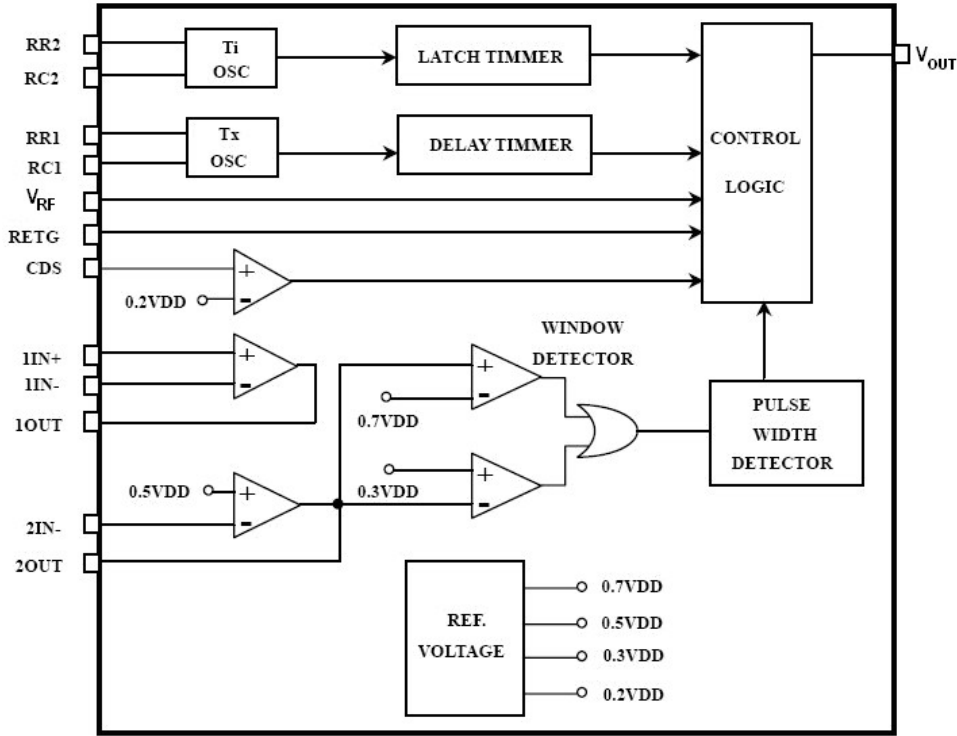 RR2
RC2
Ti
OSC
LATCH TIMMER
VOUT
RR1
RC1
Tx
OSC
DELAY TIMMER
CONTROL
LOGIC
VRF
RETG
CDS
+
-
0.2VDD
1IN+
1IN-
1OUT
+
-
WINDOW
DETECTOR
+
-
0.7VDD
PULSE
WIDTH
DETECTOR
0.5VDD
+
-
0.3VDD
+
-
2IN-
2OUT
REF.
VOLTAGE
0.7VDD
0.5VDD
0.3VDD
0.2VDD